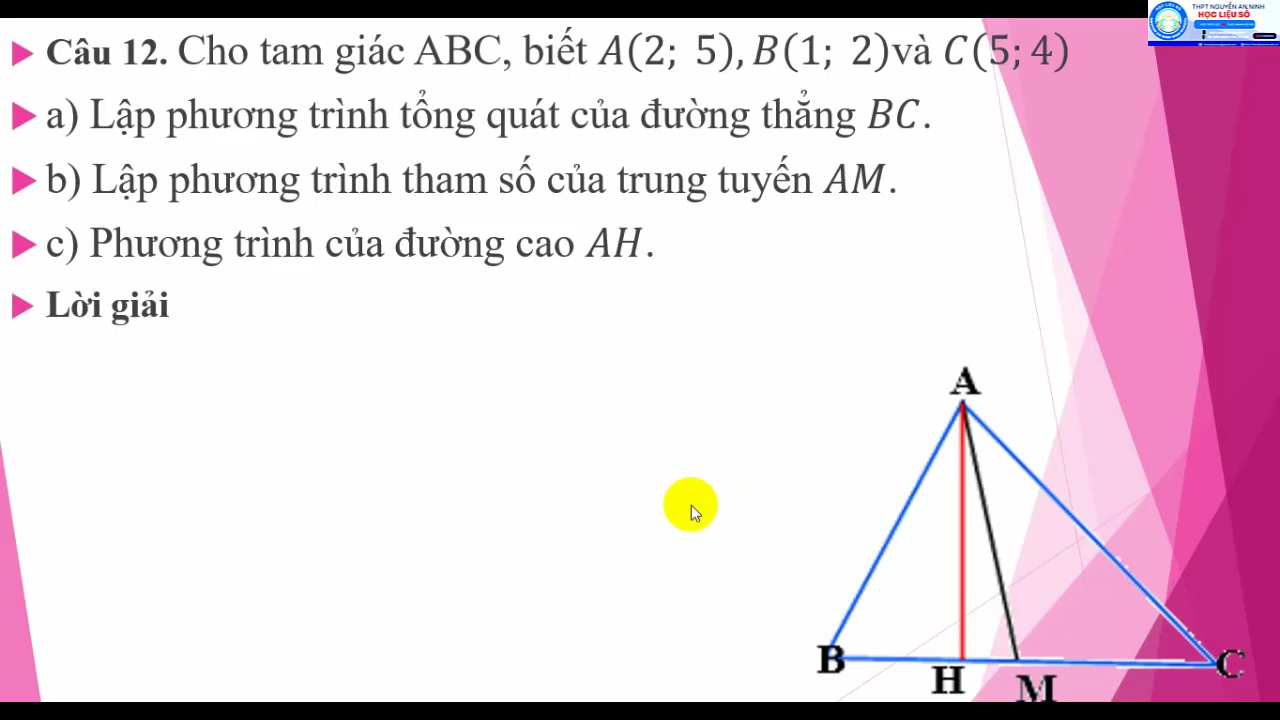 THPT NGUYỄN AN NINH
HỌC LIỆU SỐ
Câu 12. Cho tam giác ABC, biết A(2; 5), B(1; 2)và C(5; 4)
a) Lập phương trình tổng quát của đường thẳng BC.
b) Lập phương trình tham số của trung tuyến AM.
c) Phương trình của đường cao AH.
Lời giải
A
B
H
M
C